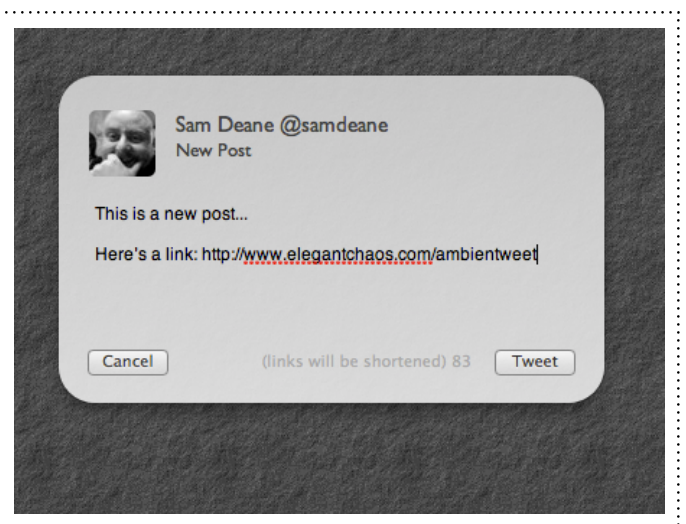 Sam Deane @samdeane
New Post
This is a new post...
Here's a link: http://www.elegantchaos.com/ambientweet
Cancel
(links will be shortened) 83
Tweet